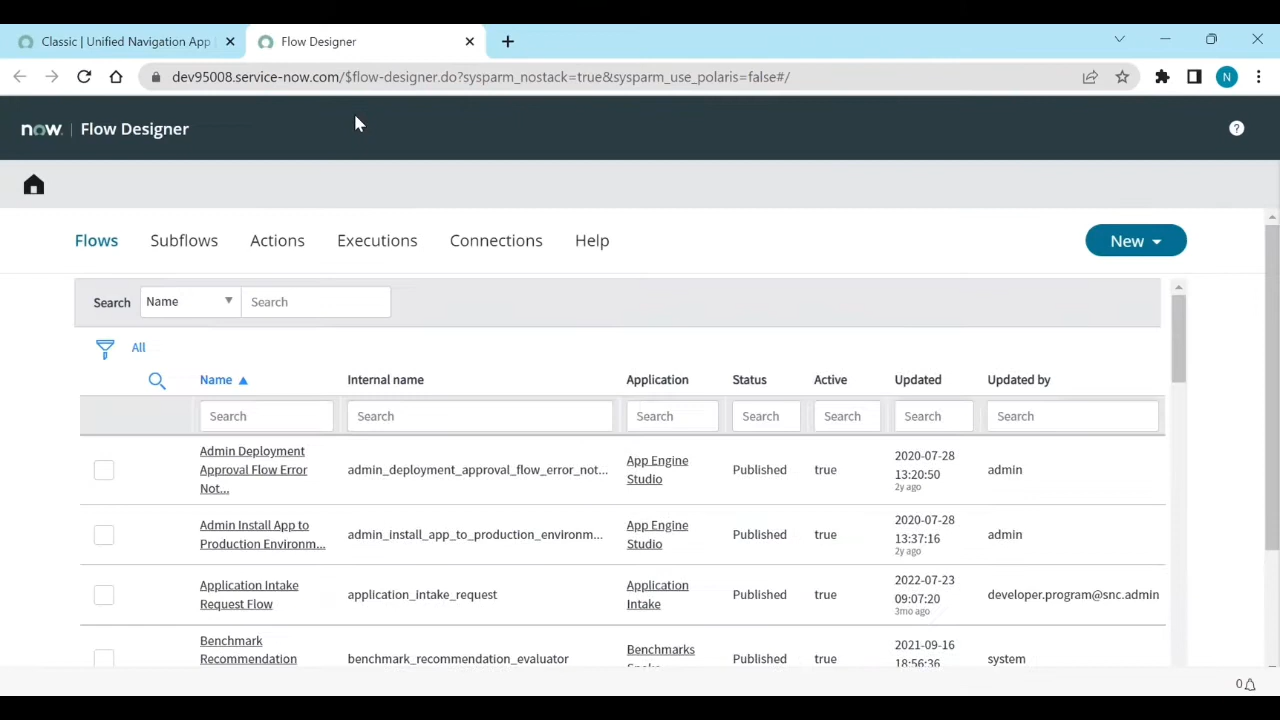 Classic | Unified Navigation App
Flow Designer
dev95008.service-now.com/$flow-designer.do?sysparm_nostack=true&sysparm_use_polaris=false#/
N
now
Flow Designer
?
Flows Subflows Actions Executions Connections Help
New
Search Name Search
All
Name Internal name Application Status Active Updated Updated by
Search Search Search Search Search Search Search
Admin Deployment
Approval Flow Error
Not...
admin_deployment_approval_flow_error_not...
App Engine
Studio
Published
true
2020-07-28
13:20:50
2y ago
admin
Admin Install App to
Production Environm...
admin_install_app_to_production_environm...
App Engine
Studio
Published
true
2020-07-28
13:37:16
2y ago
admin
Application Intake
Request Flow
application_intake_request
Application
Intake
Published
true
2022-07-23
09:07:20
3mo ago
developer.program@snc.admin
Benchmark
Recommendation
benchmark_recommendation_evaluator
Benchmarks
Published
true
2021-09-16
18:56:36
system
0